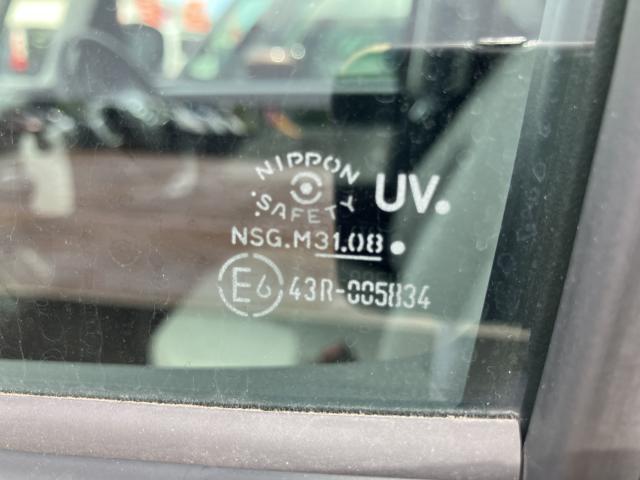 NIPPON
SAFETY
UV.
NSG.M31.08
E6 43R-005834